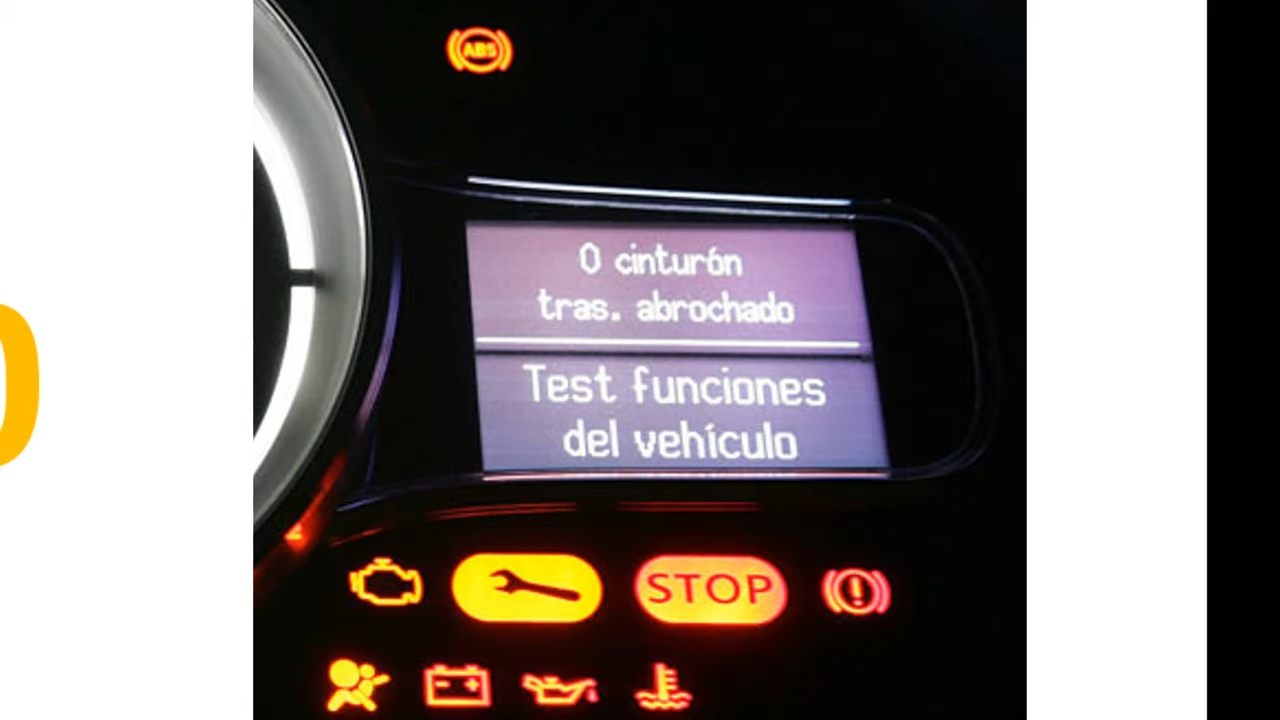 ABS
0 cinturón
tras. abrochado
Test funciones
del vehículo
STOP